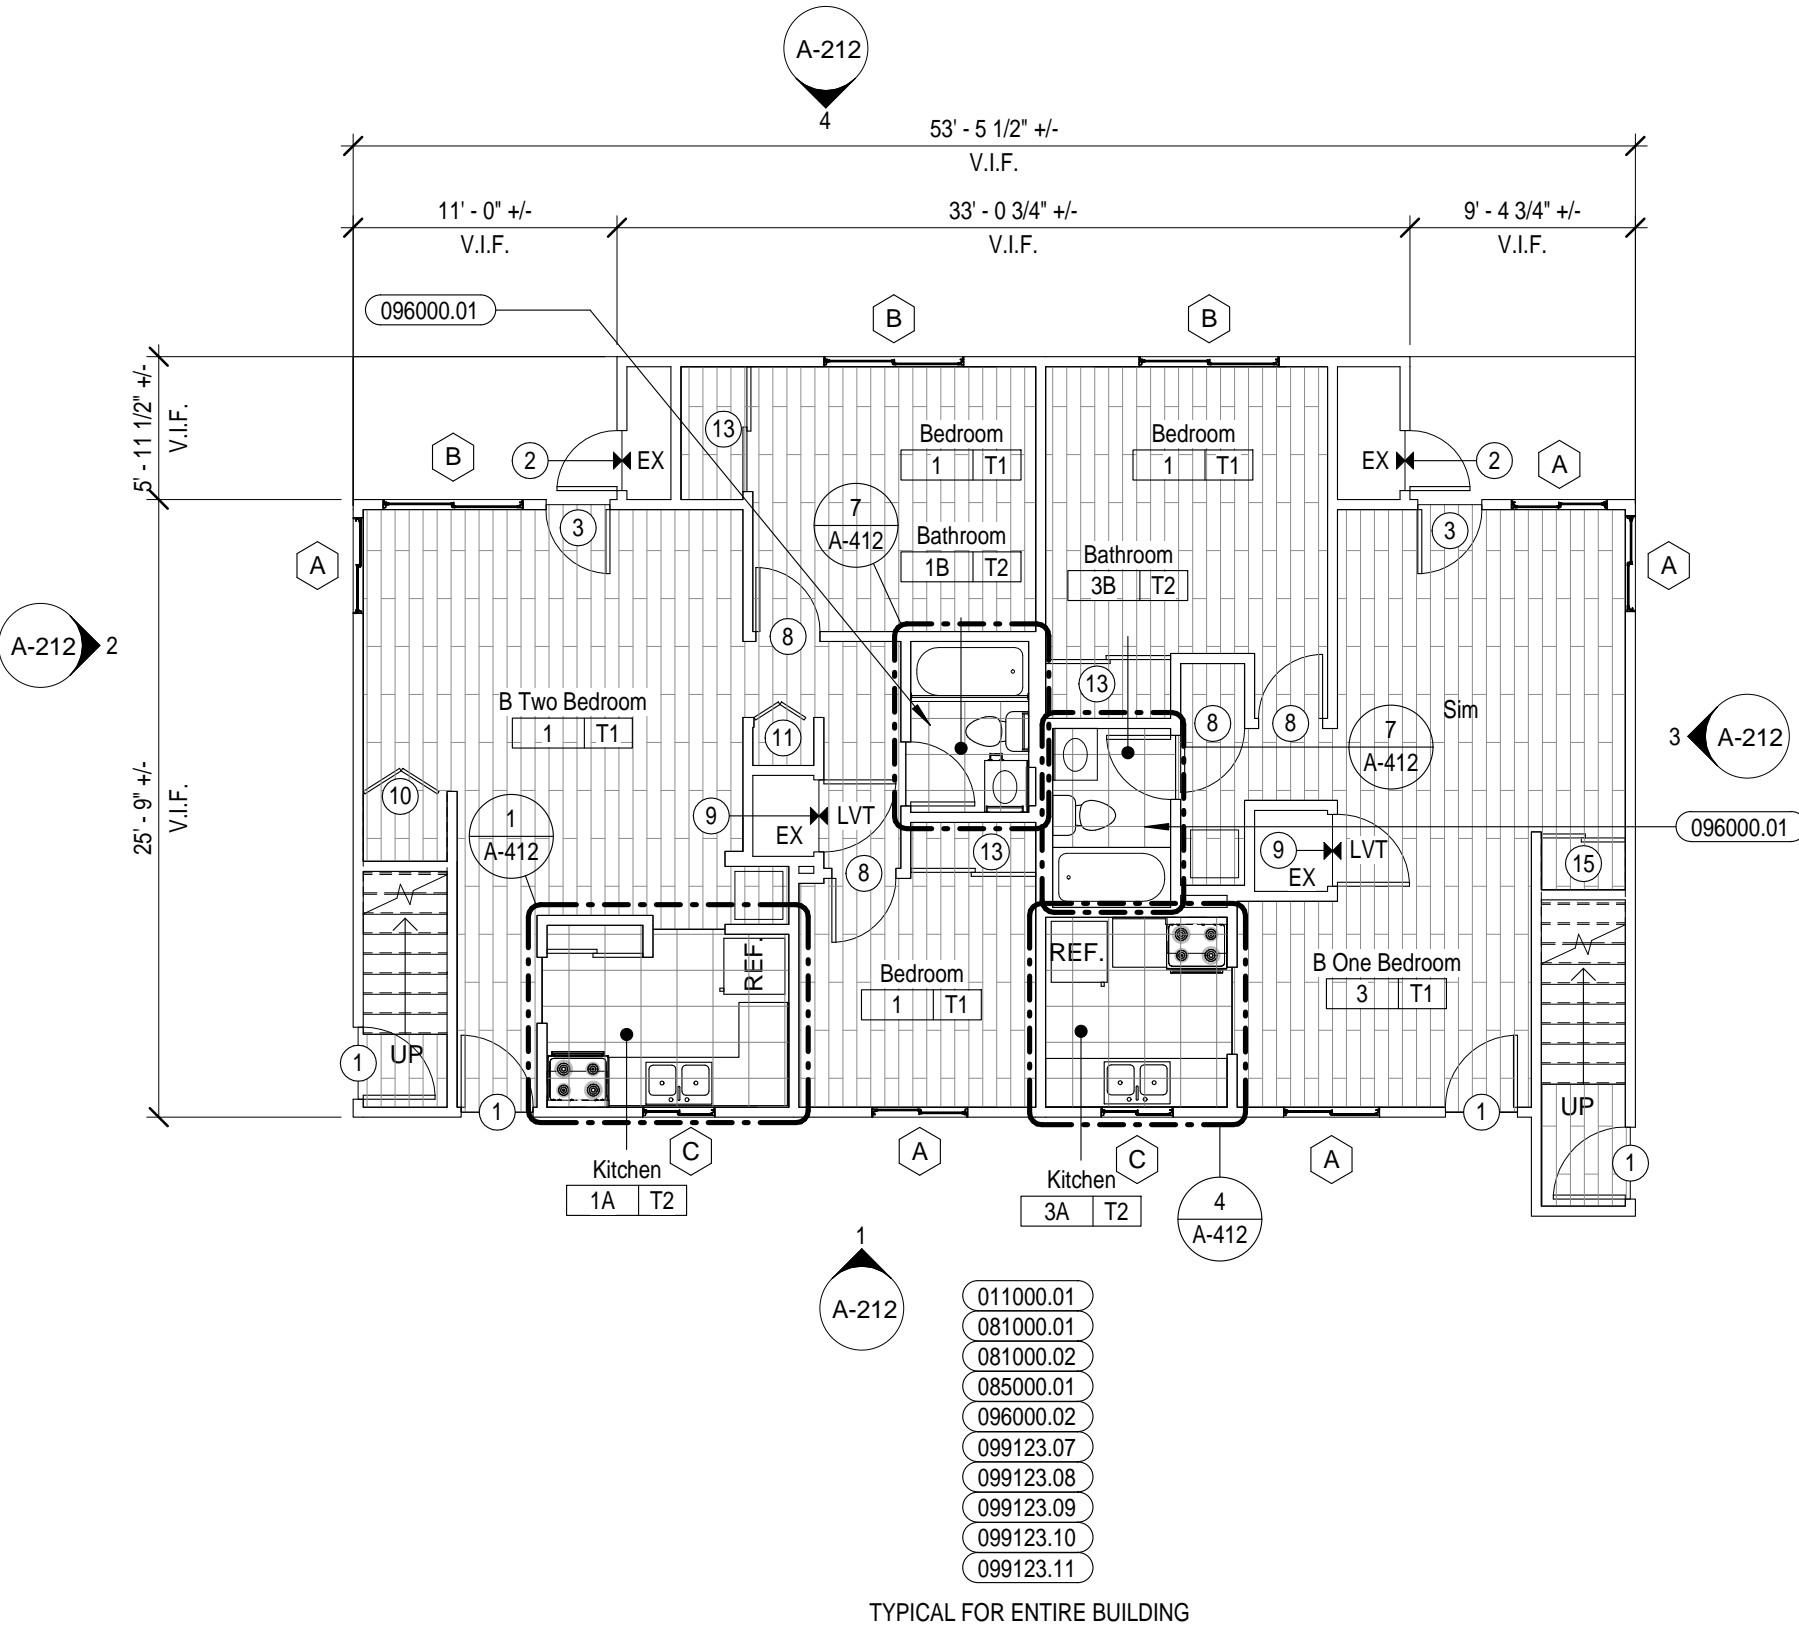 A-212
4
53' - 5 1/2" +/-
V.I.F.
11' - 0" +/-
V.I.F.
33' - 0 3/4" +/-
V.I.F.
9' - 4 3/4" +/-
V.I.F.
096000.01
B
B
5' - 11 1/2" +/-
V.I.F.
B
2
EX
13
Bedroom
1 T1
Bedroom
1 T1
EX
2
A
7
A-412
3
Bathroom
1B T2
Bathroom
3B T2
3
A
A
A-212
2
8
B Two Bedroom
1 T1
13
8
8
Sim
11
7
A-412
3
A-212
25' - 9" +/-
V.I.F.
10
1
A-412
9
LVT
EX
096000.01
13
9
LVT
EX
15
8
REF.
REF.
Bedroom
1 T1
B One Bedroom
3 T1
UP
1
1
UP
1
1
C
A
C
A
Kitchen
1A T2
Kitchen
3A T2
4
A-412
1
A-212
011000.01
081000.01
081000.02
085000.01
096000.02
099123.07
099123.08
099123.09
099123.10
099123.11
TYPICAL FOR ENTIRE BUILDING